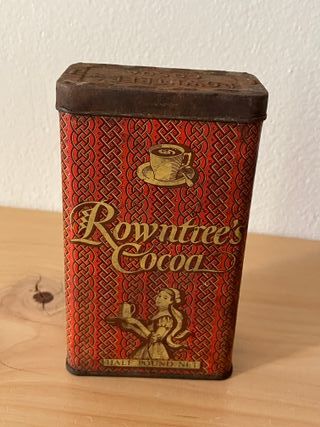 Rowntree's
Cocoa
HALF POUND NET